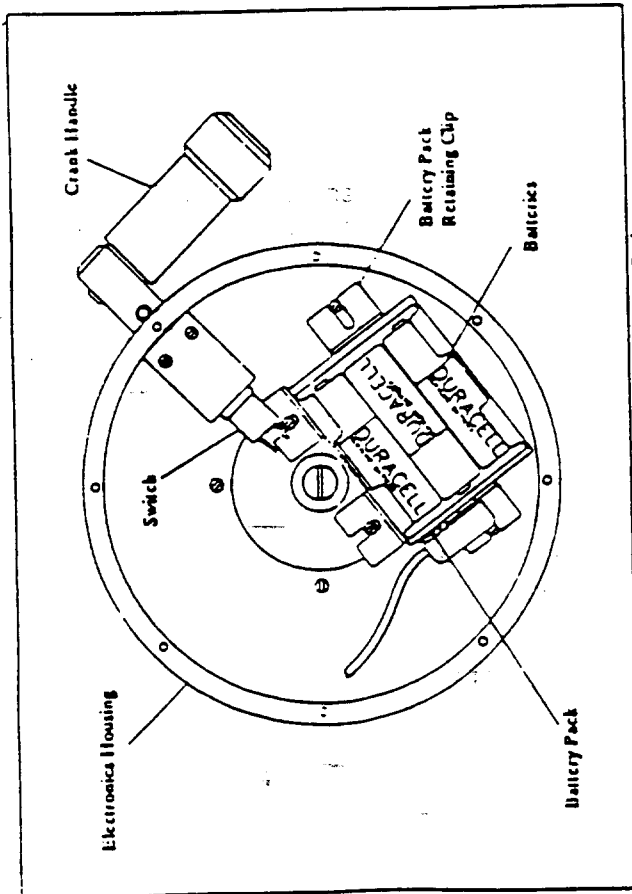 Crank Handle
Battery Pack
Retaining Clip
Batteries
Switch
DURACELL
DURACELL
DURACELL
Electronics Housing
Battery Pack